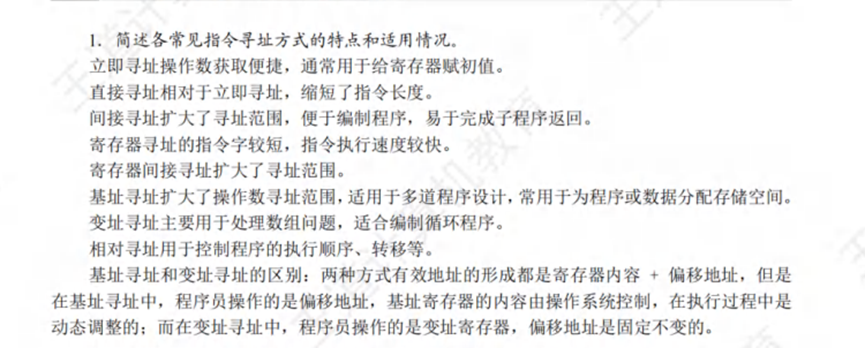 1. 简述各常见指令寻址方式的特点和适用情况。
立即寻址操作数获取便捷，通常用于给寄存器赋初值。
直接寻址相对于立即寻址，缩短了指令长度。
间接寻址扩大了寻址范围，便于编制程序，易于完成子程序返回。
寄存器寻址的指令字较短，指令执行速度较快。
寄存器间接寻址扩大了寻址范围。
基址寻址扩大了操作数寻址范围，适用于多道程序设计，常用于为程序或数据分配存储空间。
变址寻址主要用于处理数组问题，适合编制循环程序。
相对寻址用于控制程序的执行顺序、转移等。
基址寻址和变址寻址的区别：两种方式有效地址的形成都是寄存器内容 + 偏移地址，但是
在基址寻址中，程序员操作的是偏移地址，基址寄存器的内容由操作系统控制，在执行过程中是
动态调整的；而在变址寻址中，程序员操作的是变址寄存器，偏移地址是固定不变的。